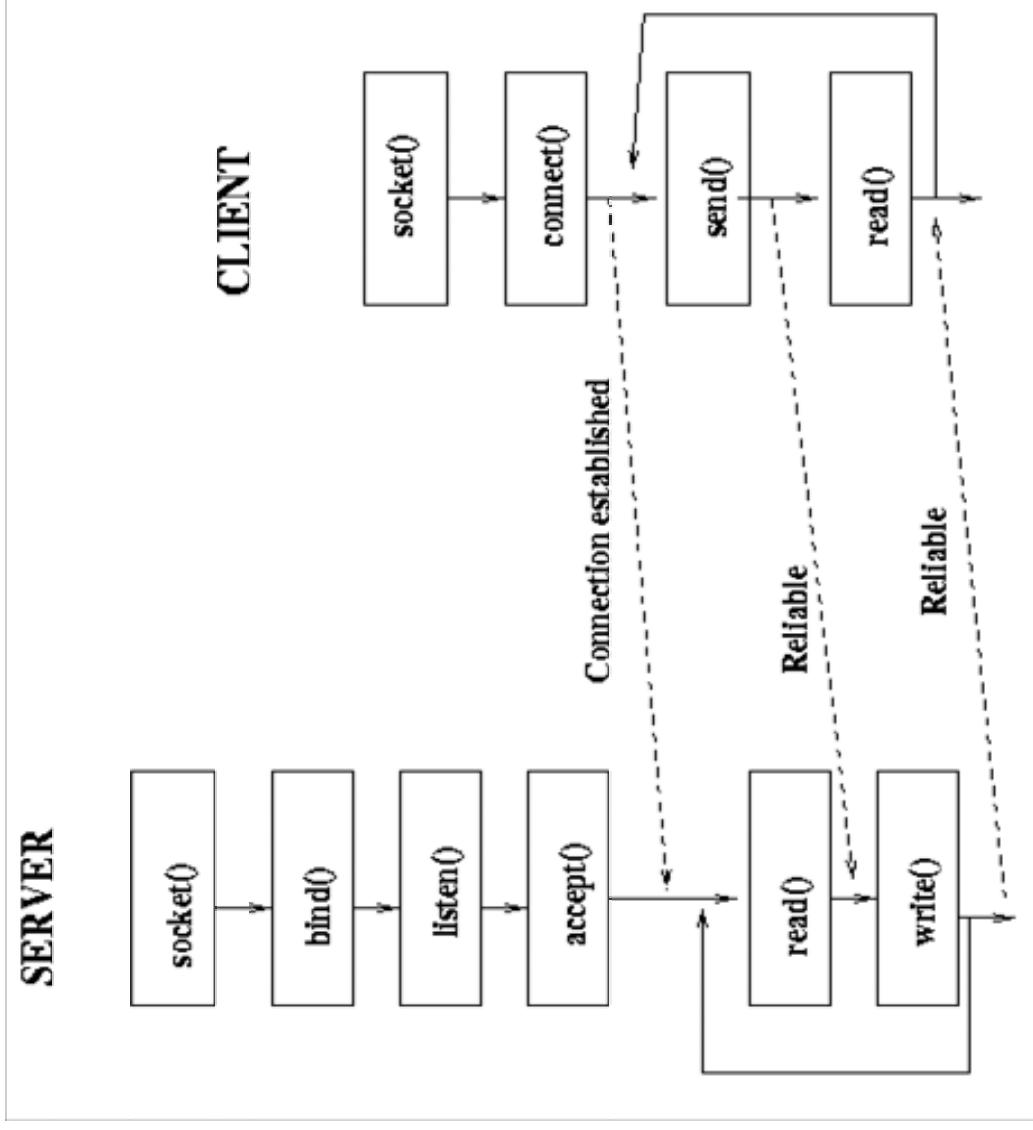 SERVER
socket()
bind()
listen()
accept()
read()
write()
Connection established
Reliable
Reliable
CLIENT
socket()
connect()
send()
read()